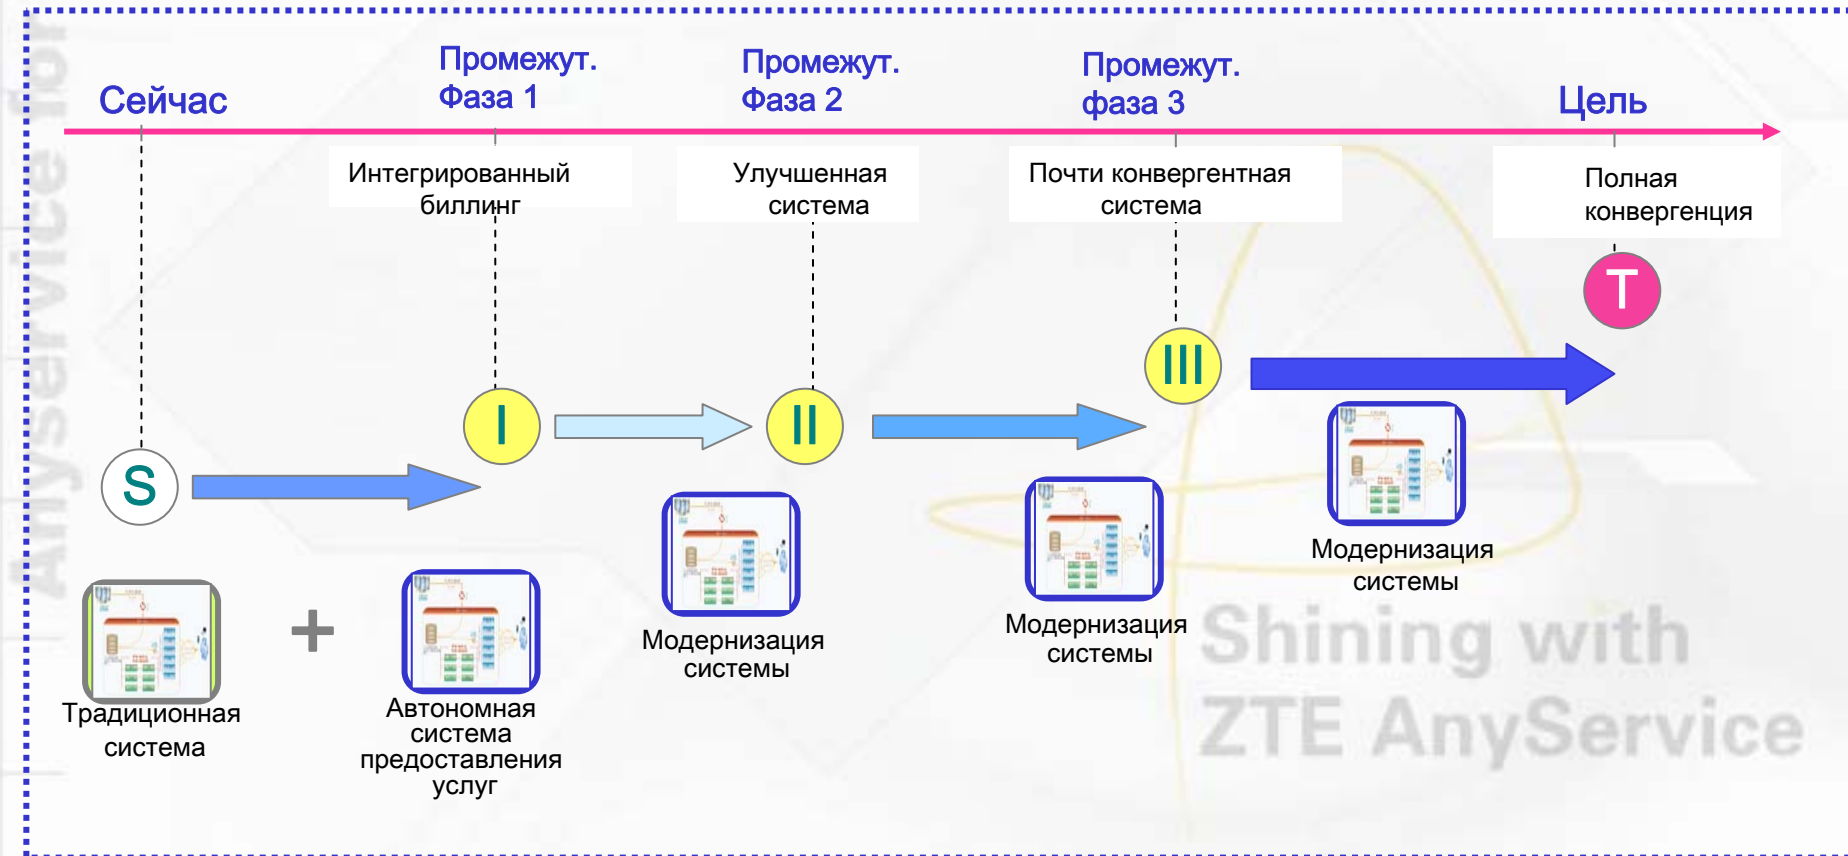 Anyservice for
Сейчас
Промежут.
Фаза 1
Промежут.
Фаза 2
Промежут.
фаза 3
Цель
Интегрированный
биллинг
Улучшенная
система
Почти конвергентная
система
Полная
конвергенция
T
III
I
II
S
Традиционная
система
+
Автономная
система
предоставления
услуг
Модернизация
системы
Модернизация
системы
Модернизация
системы
Shining with
ZTE AnyService